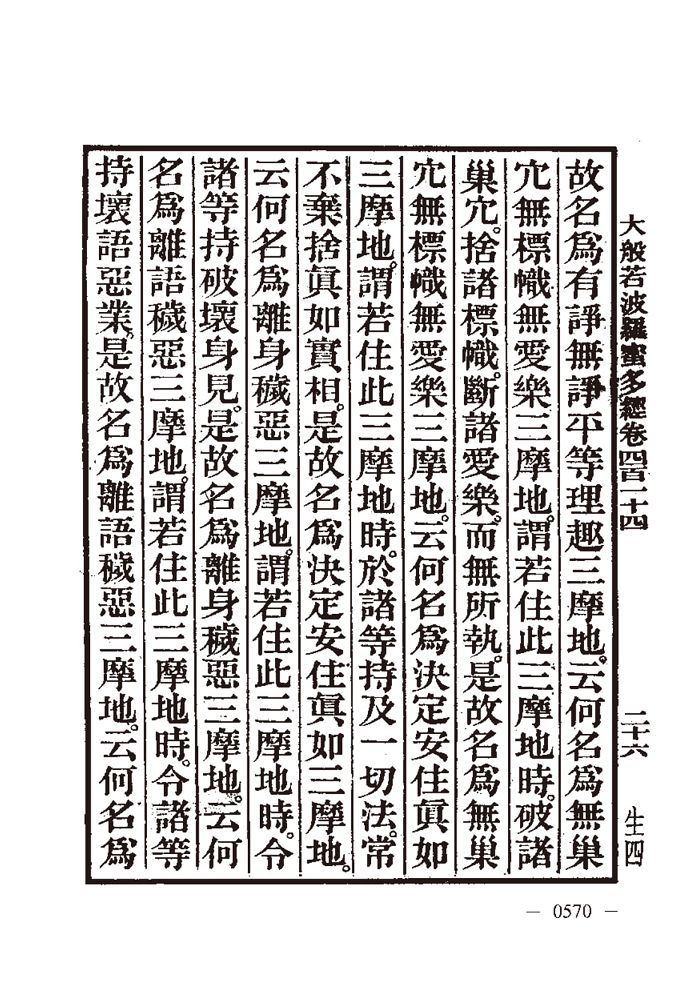 大般若波羅蜜多經卷四百二十四　二十六　生四
故名為有諍無諍平等理趣三摩地。云何名為無巢
穴無標幟無愛樂三摩地。謂若住此三摩地時。破諸
巢穴。捨諸標幟。斷諸愛樂。而無所執。是故名為無巢
穴無標幟無愛樂三摩地。云何名為決定安住眞如
三摩地。謂若住此三摩地時。於諸等持及一切法。常
不棄捨眞如實相。是故名為決定安住眞如三摩地。
云何名為離身穢惡三摩地。謂若住此三摩地時。令
諸等持破壞身見。是故名為離身穢惡三摩地。云何
名為離語穢惡三摩地。謂若住此三摩地時。令諸等
持壞語惡業。是故名為離語穢惡三摩地。云何名為
— 0570 —